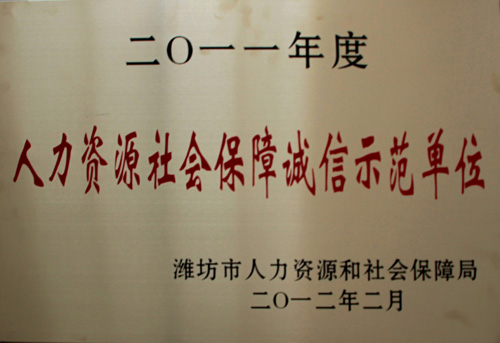 二〇一一年度
人力资源社会保障诚信示范单位
潍坊市人力资源和社会保障局
二〇一二年二月